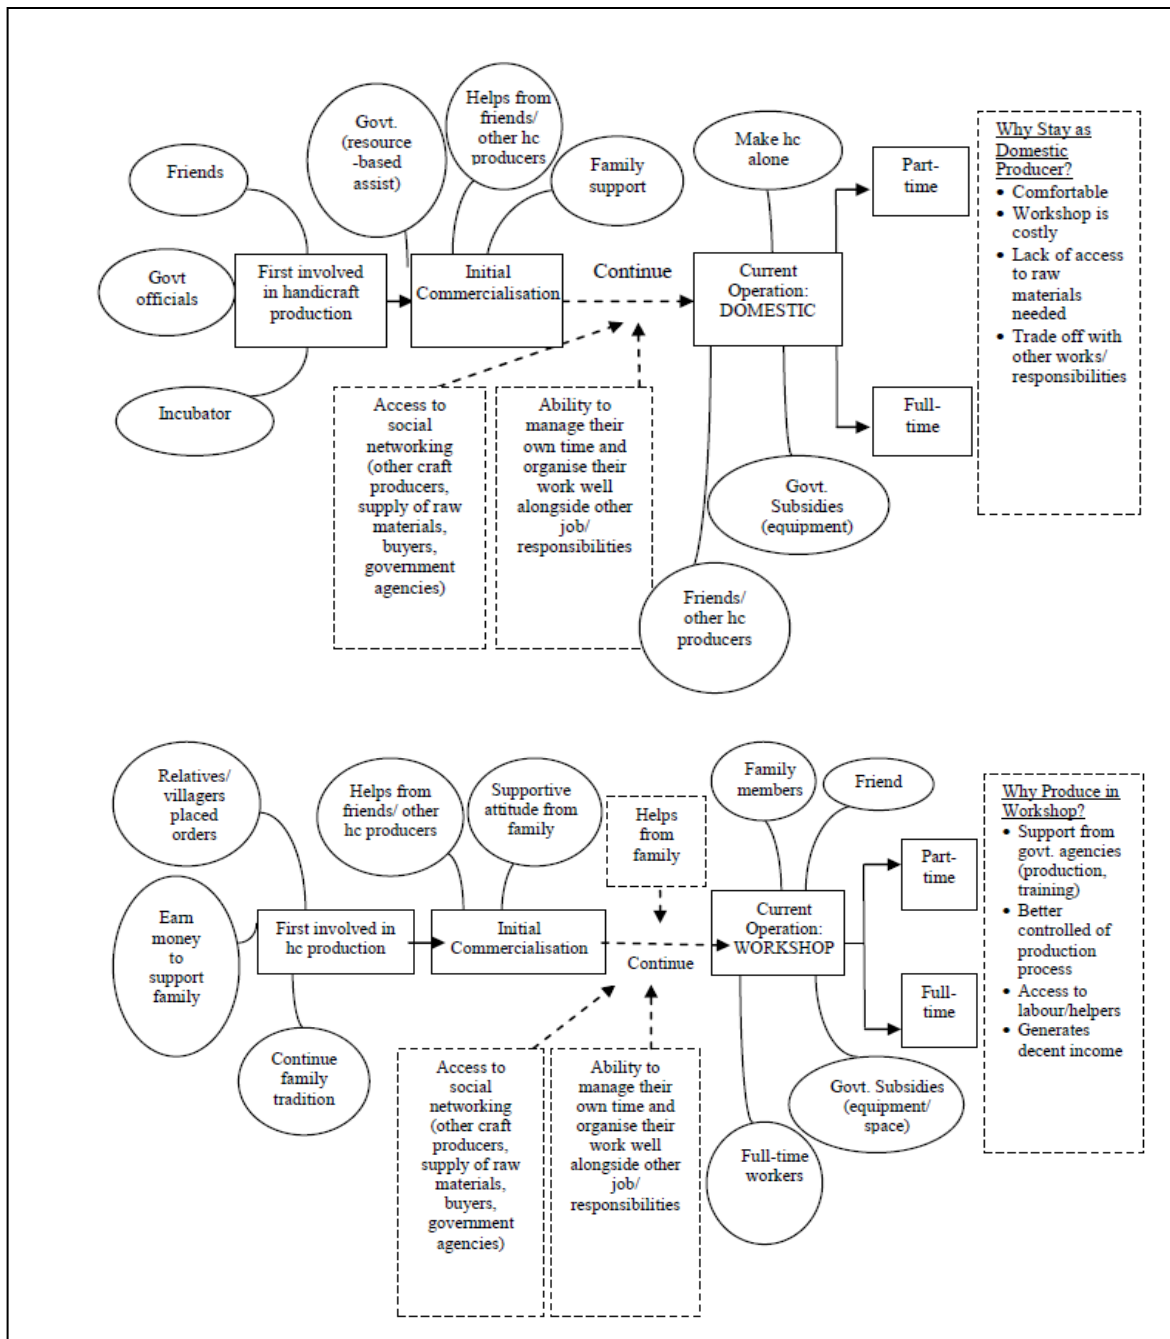 Friends
Govt
officials
Incubator
First involved
in handicraft
production
Govt.
(resource
-based
assist)
Helps from
friends/
other hc
producers
Family
support
Initial
Commercialisation
Continue
Access to
social
networking
(other craft
producers,
supply of raw
materials,
buyers,
government
agencies)
Ability to
manage their
own time and
organise their
work well
alongside other
job/
responsibilities
Make hc
alone
Current
Operation:
DOMESTIC
Friends/
other hc
producers
Govt.
Subsidies
(equipment)
Part-
time
Full-
time
Why Stay as
Domestic
Producer?
• Comfortable
• Workshop is
costly
• Lack of access
to raw
materials
needed
• Trade off with
other works/
responsibilities
Relatives/
villagers
placed
orders
Earn
money
to
support
family
Continue
family
tradition
First involved in
hc production
Helps from
friends/ other
hc producers
Supportive
attitude from
family
Initial
Commercialisation
Helps
from
family
Continue
Access to
social
networking
(other craft
producers,
supply of raw
materials,
buyers,
government
agencies)
Ability to
manage their
own time and
organise their
work well
alongside other
job/
responsibilities
Family
members
Friend
Current
Operation:
WORKSHOP
Full-time
workers
Govt. Subsidies
(equipment/
space)
Part-
time
Full-
time
Why Produce in
Workshop?
• Support from
govt. agencies
(production,
training)
• Better
controlled of
production
process
• Access to
labour/helpers
• Generates
decent income